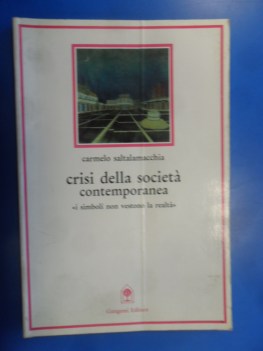 carmelo saltalamacchia
crisi della società
contemporanea
«i simboli non vestono la realtà»
Gangemi Editore